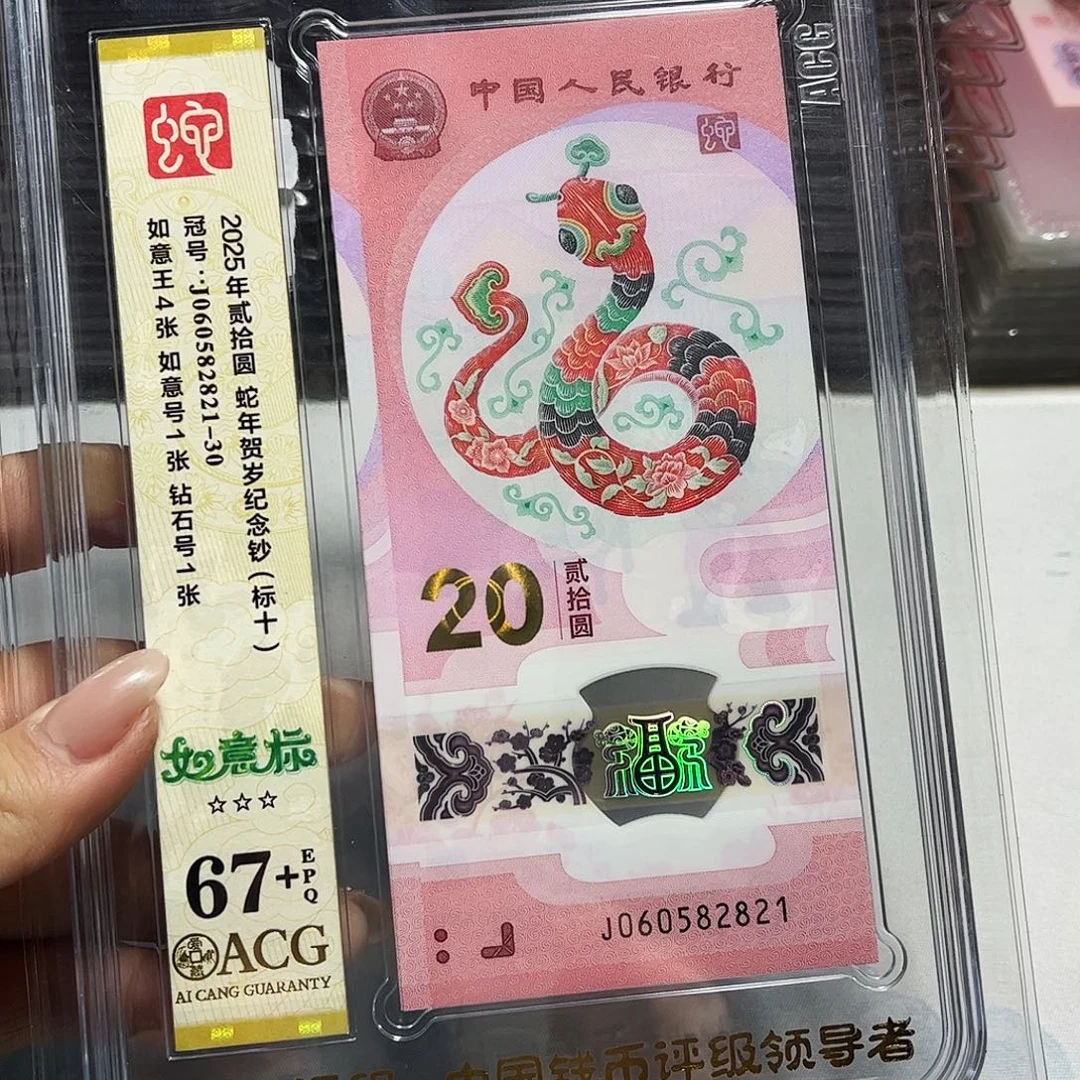 蛇
2025年贰拾圆 蛇年贺岁纪念钞(标十)
冠号:J060582821-30
如意王4张 如意号1张 钻石号1张
如意标
☆☆☆
67+EPQ
ACG
AI CANG GUARANTY
ACG
中国人民银行
蛇
20
贰拾圆
福
J060582821
中国钱币评级领导者